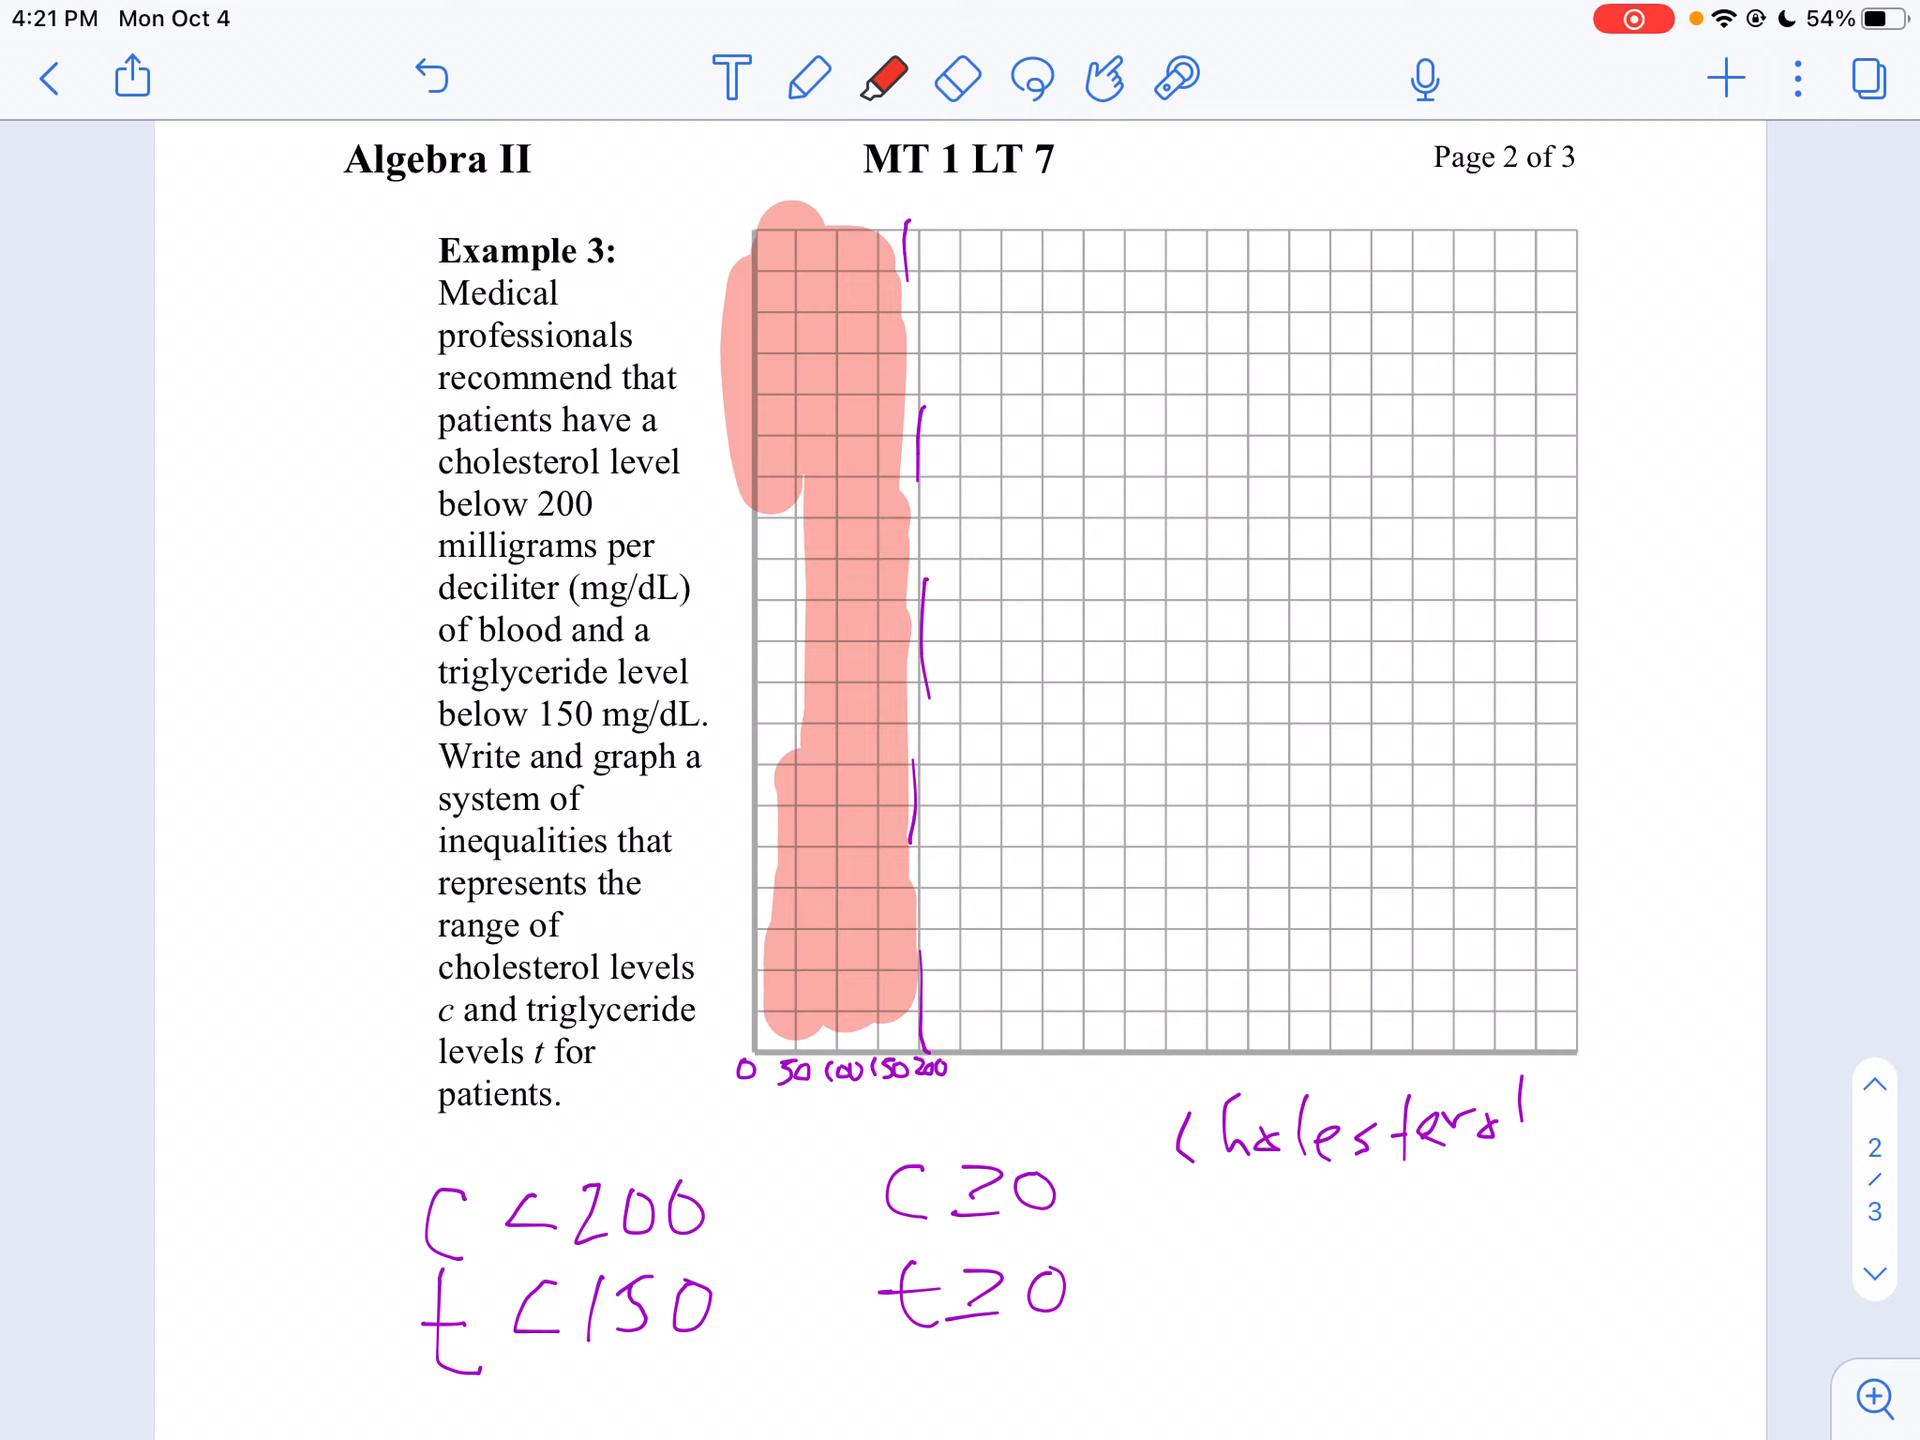 4:21 PM Mon Oct 4
54%
Algebra II MT 1 LT 7 Page 2 of 3
Example 3:
Medical
professionals
recommend that
patients have a
cholesterol level
below 200
milligrams per
deciliter (mg/dL)
of blood and a
triglyceride level
below 150 mg/dL.
Write and graph a
system of
inequalities that
represents the
range of
cholesterol levels
c and triglyceride
levels t for
patients.
0 50 100 150 200
Cholesterol
C < 200
t < 150
C ≥ 0
t ≥ 0
2
/
3